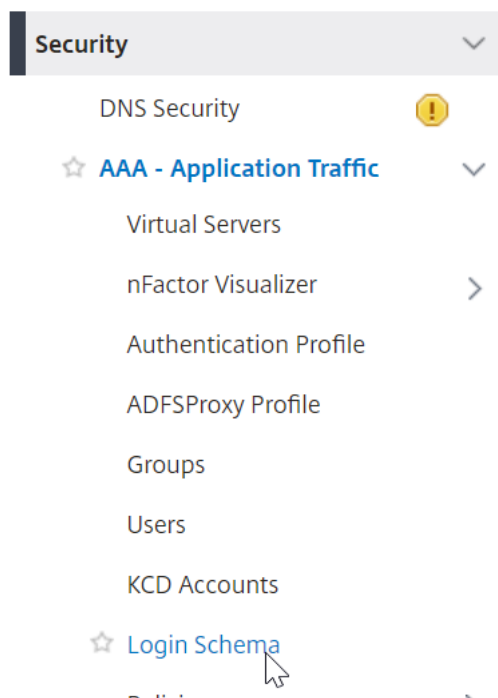 Security
DNS Security
AAA - Application Traffic
Virtual Servers
nFactor Visualizer
Authentication Profile
ADFSProxy Profile
Groups
Users
KCD Accounts
Login Schema